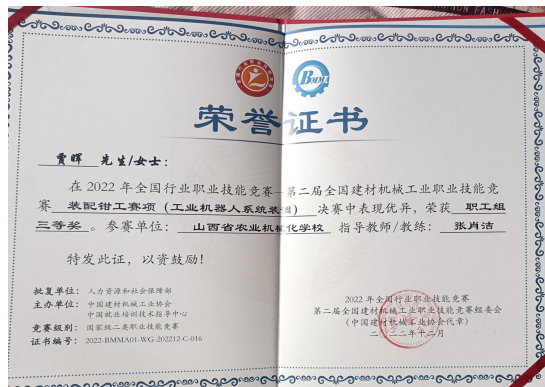 BMMA
荣誉证书
贾晖 先生/女士：
在 2022 年全国行业职业技能竞赛—第二届全国建材机械工业职业技能竞
赛 装配钳工赛项（工业机器人系统装调） 决赛中表现优异，荣获 职工组
三等奖 。参赛单位： 山西省农业机械化学校 指导教师/教练： 张肖洁
特发此证，以资鼓励！
批复单位： 人力资源和社会保障部
主办单位： 中国建材机械工业协会
中国就业培训技术指导中心
竞赛级别： 国家级二类职业技能竞赛
证书编号： 2022-BMMA01-WG-202212-C-016
2022 年全国行业职业技能竞赛
第二届全国建材机械工业职业技能竞赛组委会
（中国建材机械工业协会代章）
二〇二二年十二月